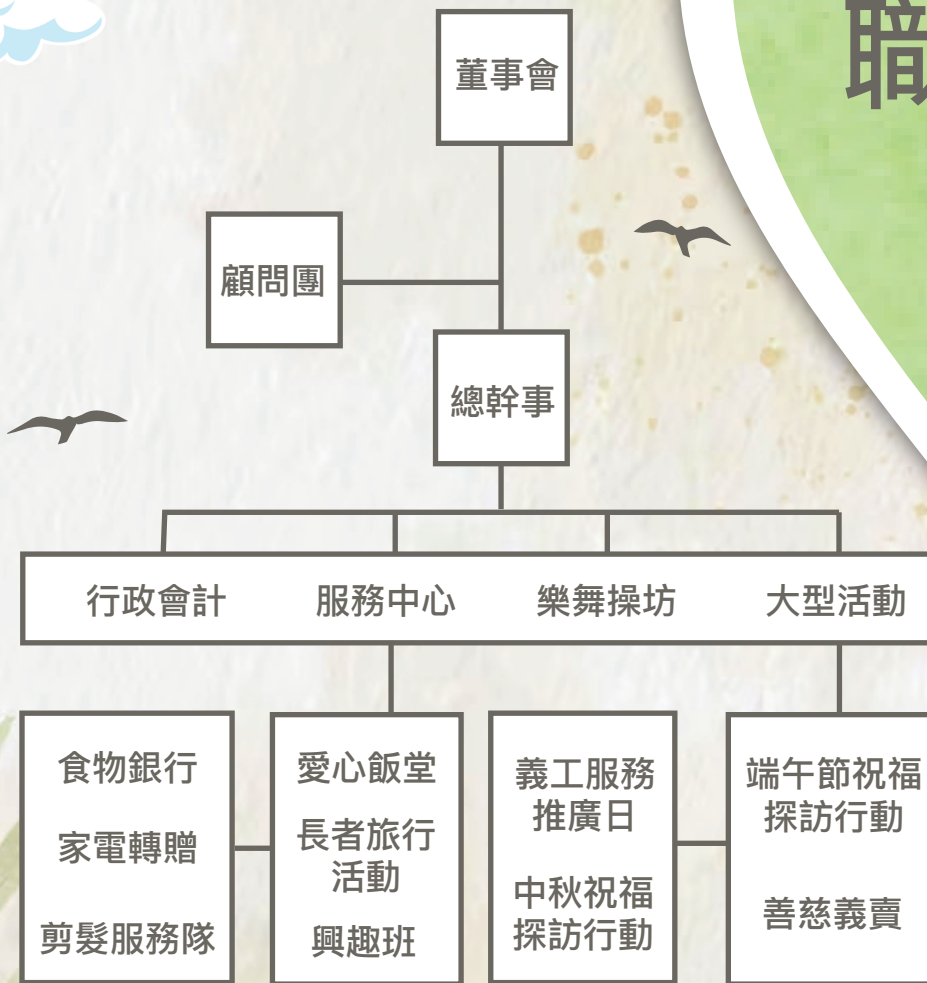 職
董事會
顧問團
總幹事
行政會計 服務中心 樂舞操坊 大型活動
食物銀行
家電轉贈
剪髮服務隊
愛心飯堂
長者旅行
活動
興趣班
義工服務
推廣日
中秋祝福
探訪行動
端午節祝福
探訪行動
善慈義賣